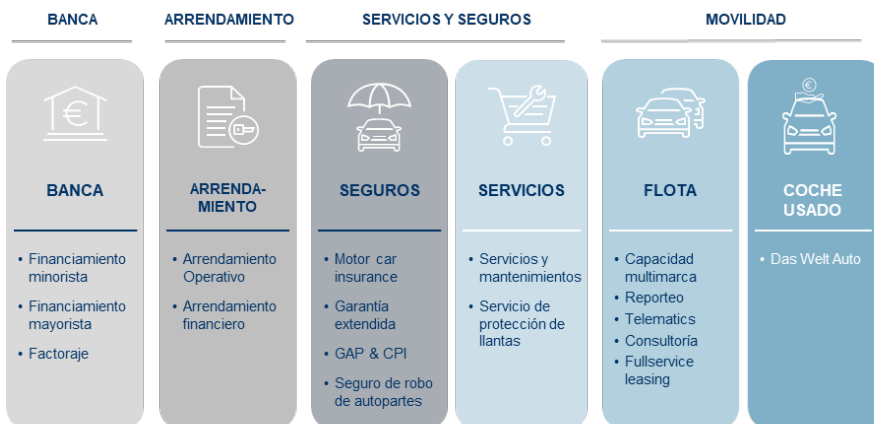 BANCA
ARRENDAMIENTO
SERVICIOS Y SEGUROS
MOVILIDAD
€
BANCA
• Financiamiento
minorista
• Financiamiento
mayorista
• Factoraje
ARRENDA-
MIENTO
• Arrendamiento
Operativo
• Arrendamiento
financiero
SEGUROS
• Motor car
insurance
• Garantía
extendida
• GAP & CPI
• Seguro de robo
de autopartes
SERVICIOS
• Servicios y
mantenimientos
• Servicio de
protección de
llantas
FLOTA
• Capacidad
multimarca
• Reporteo
• Telematics
• Consultoría
• Fullservice
leasing
€
COCHE
USADO
• Das Welt Auto